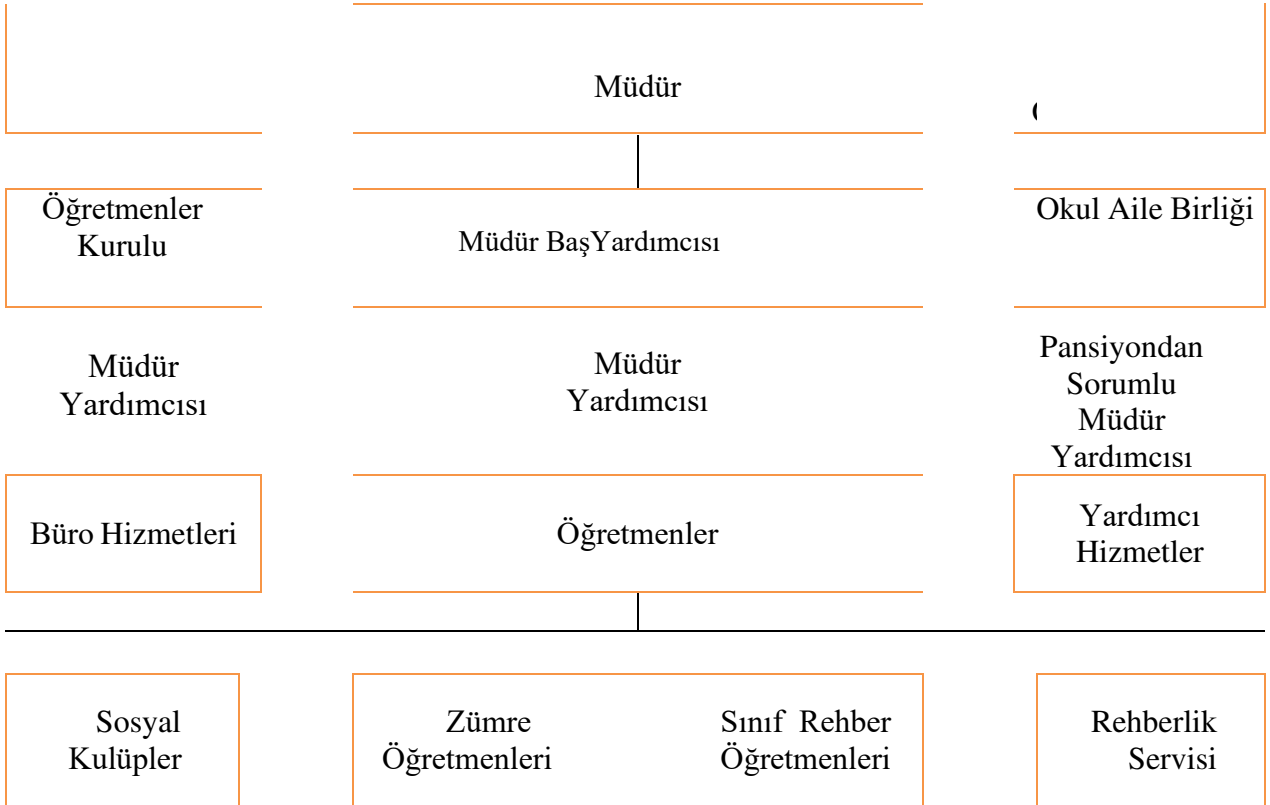 Müdür
Öğretmenler
Kurulu
Müdür BaşYardımcısı
Okul Aile Birliği
Müdür
Yardımcısı
Müdür
Yardımcısı
Pansiyondan
Sorumlu
Müdür
Yardımcısı
Büro Hizmetleri
Öğretmenler
Yardımcı
Hizmetler
Sosyal
Kulüpler
Zümre
Öğretmenleri
Sınıf Rehber
Öğretmenleri
Rehberlik
Servisi